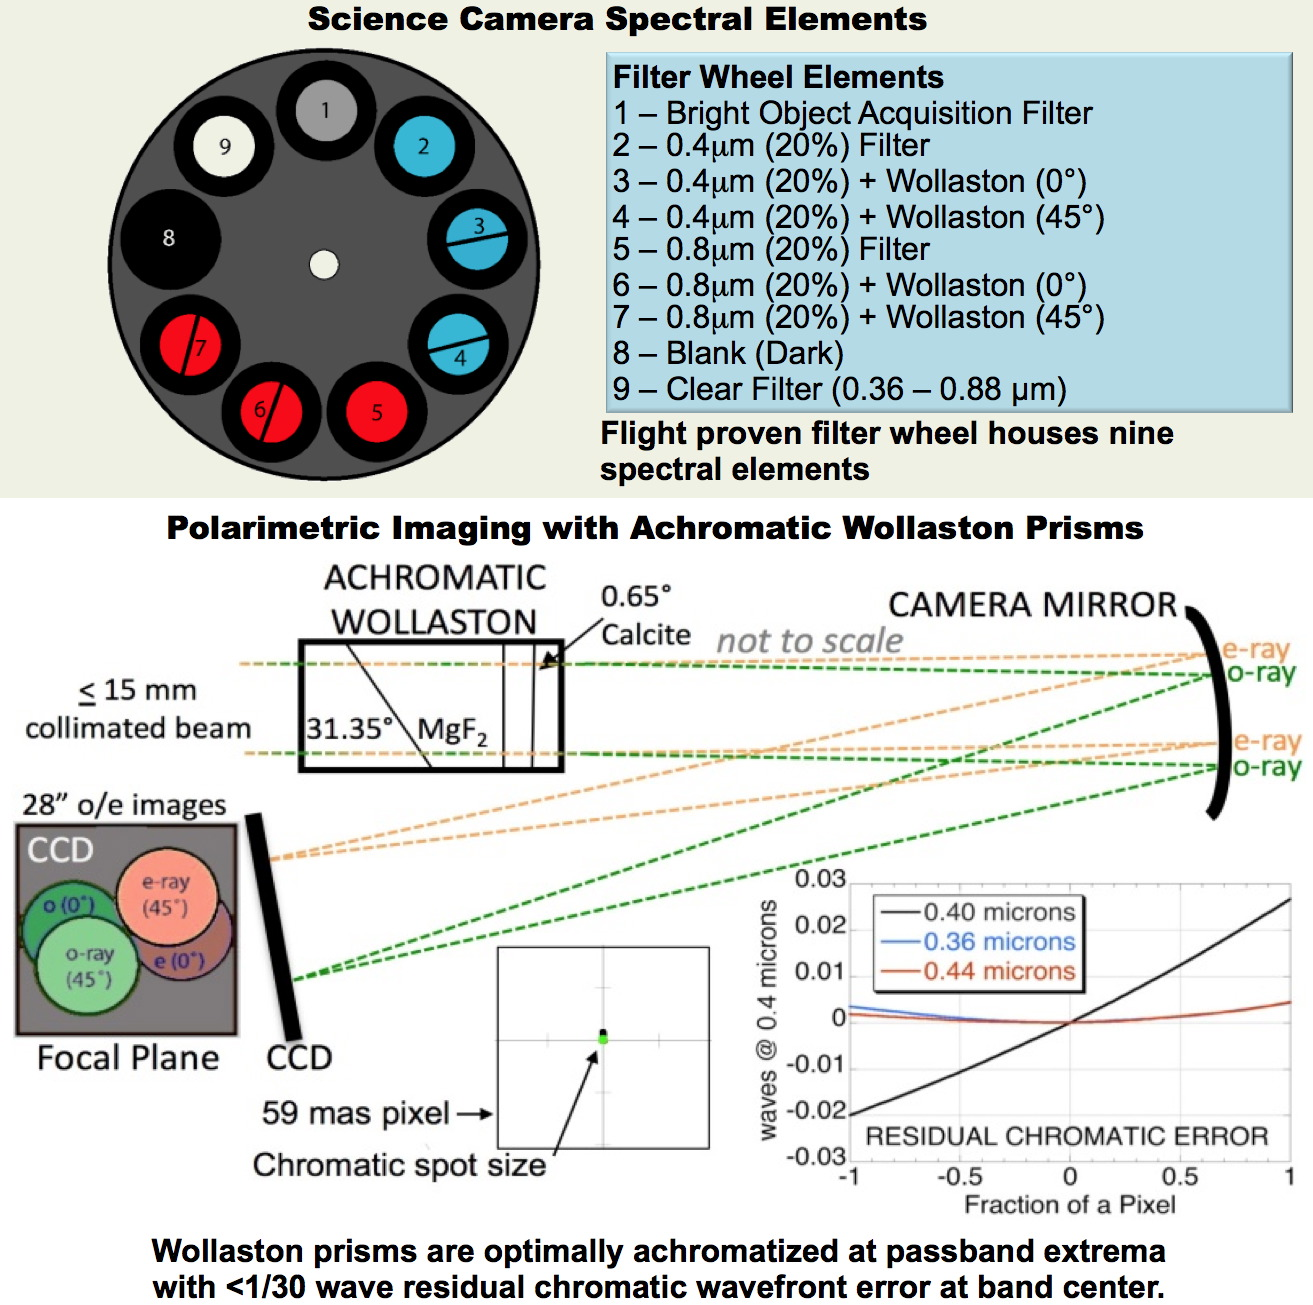 Science Camera Spectral Elements
1
2
3
4
5
6
7
8
9
Filter Wheel Elements
1 – Bright Object Acquisition Filter
2 – 0.4µm (20%) Filter
3 – 0.4µm (20%) + Wollaston (0°)
4 – 0.4µm (20%) + Wollaston (45°)
5 – 0.8µm (20%) Filter
6 – 0.8µm (20%) + Wollaston (0°)
7 – 0.8µm (20%) + Wollaston (45°)
8 – Blank (Dark)
9 – Clear Filter (0.36 – 0.88 µm)
Flight proven filter wheel houses nine
spectral elements
Polarimetric Imaging with Achromatic Wollaston Prisms
ACHROMATIC
WOLLASTON
0.65°
Calcite
not to scale
CAMERA MIRROR
e-ray
o-ray
≤ 15 mm
collimated beam
31.35°
MgF₂
e-ray
o-ray
28” o/e images
CCD
e-ray
(45°)
o (0°)
o-ray
(45°)
e (0°)
Focal Plane
CCD
59 mas pixel
Chromatic spot size
waves @ 0.4 microns
0.03
0.02
0.01
0
-0.01
-0.02
-0.03
0.40 microns
0.36 microns
0.44 microns
RESIDUAL CHROMATIC ERROR
-1
-0.5
0
0.5
1
Fraction of a Pixel
Wollaston prisms are optimally achromatized at passband extrema
with <1/30 wave residual chromatic wavefront error at band center.